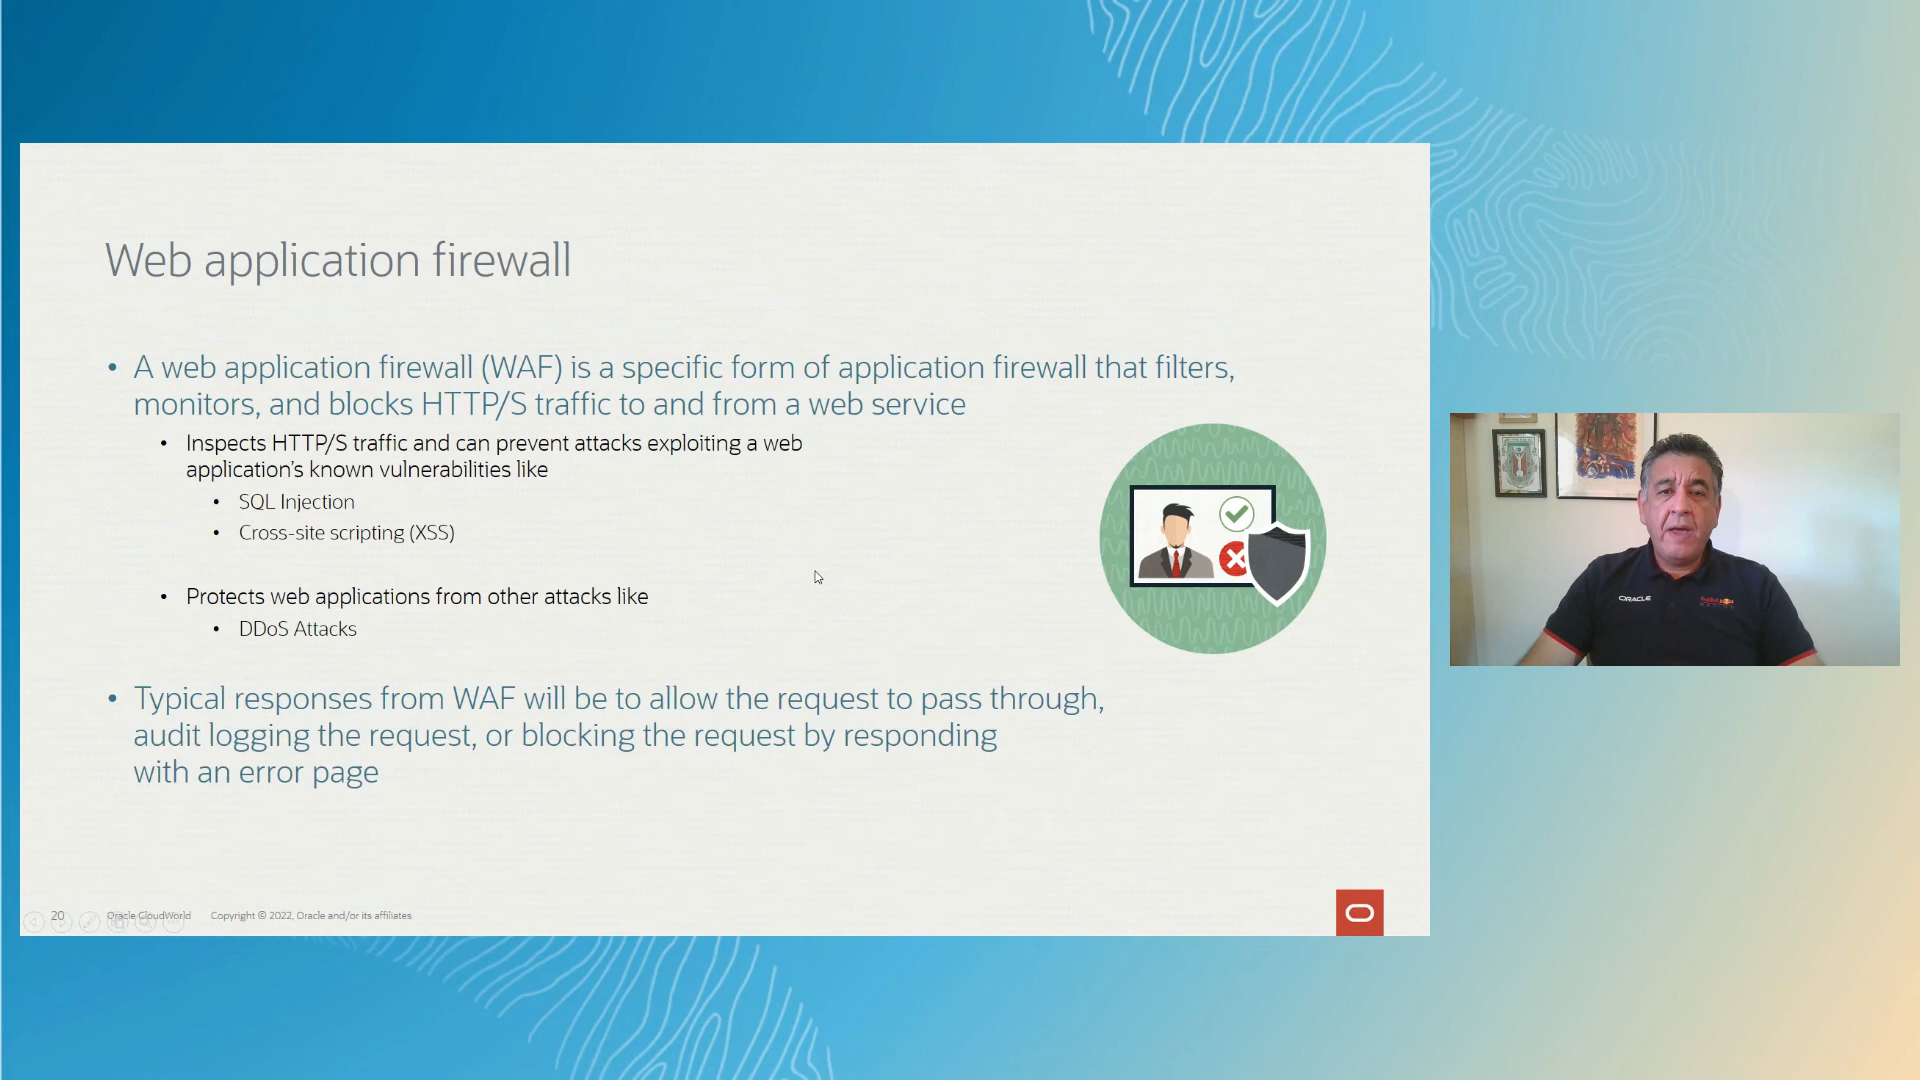 Web application firewall
• A web application firewall (WAF) is a specific form of application firewall that filters,
monitors, and blocks HTTP/S traffic to and from a web service
• Inspects HTTP/S traffic and can prevent attacks exploiting a web
application's known vulnerabilities like
• SQL Injection
• Cross-site scripting (XSS)
• Protects web applications from other attacks like
• DDoS Attacks
• Typical responses from WAF will be to allow the request to pass through,
audit logging the request, or blocking the request by responding
with an error page
20 Oracle CloudWorld Copyright © 2022, Oracle and/or its affiliates
ORACLE
Red Bull
RACING